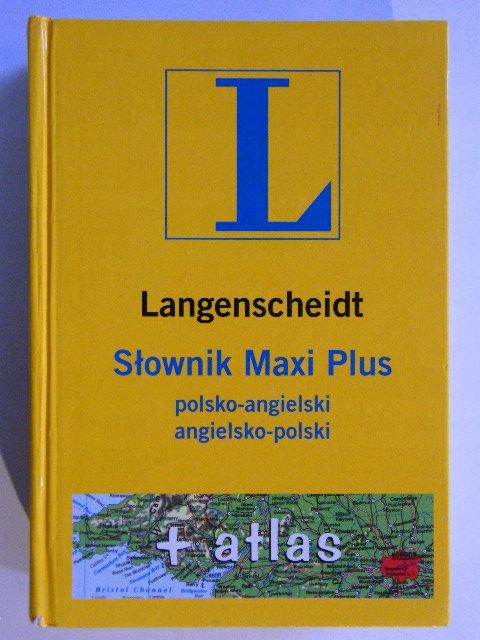 L
Langenscheidt
Słownik Maxi Plus
polsko-angielski
angielsko-polski
+ atlas
Bristol Channel